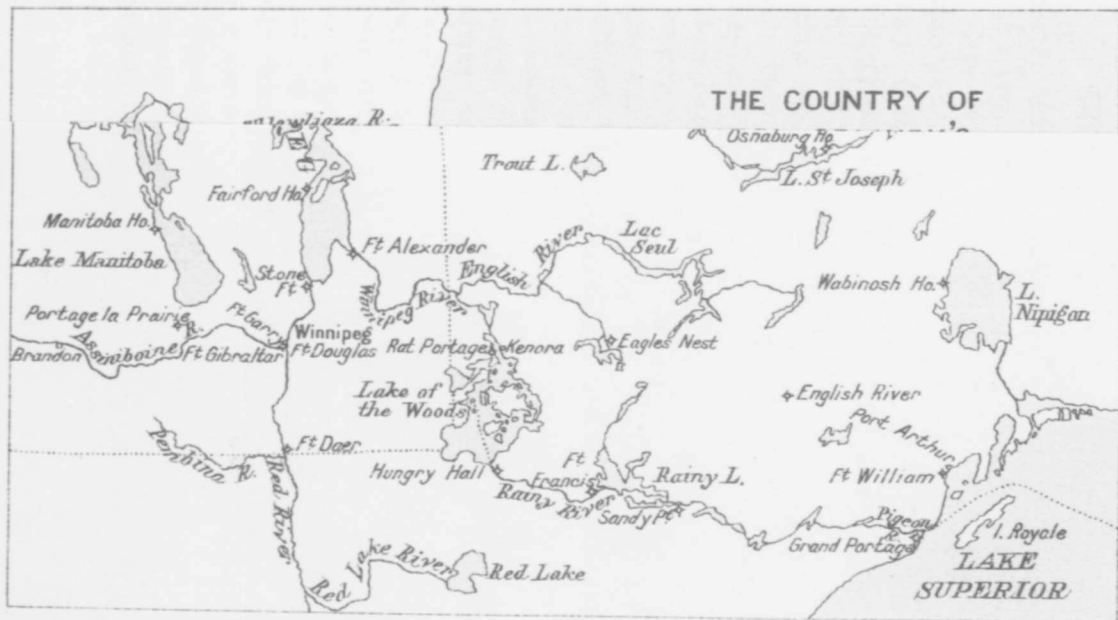 THE COUNTRY OF
Osnaburg Ho.
Trout L.
L. St Joseph
Fairford Ho.
Manitoba Ho.
Ft Alexander
English River
Lac Seul
Lake Manitoba
Stone Ft.
Winnipeg River
Wabinosh Ho.
L. Nipigon
Portage la Prairie
Ft Garry
Winnipeg
Brandon
Assiniboine R.
Ft Gibraltar
Ft Douglas
Rat Portage
Kenora
Eagles Nest
Lake of the Woods
English River
Port Arthur
Ft Daer
Pembina R.
Hungry Hall
Ft Francis
Rainy L.
Ft William
Red River
Rainy River
Sandy Pt.
Pigeon
Grand Portage
I. Royale
Red Lake River
Red Lake
LAKE SUPERIOR